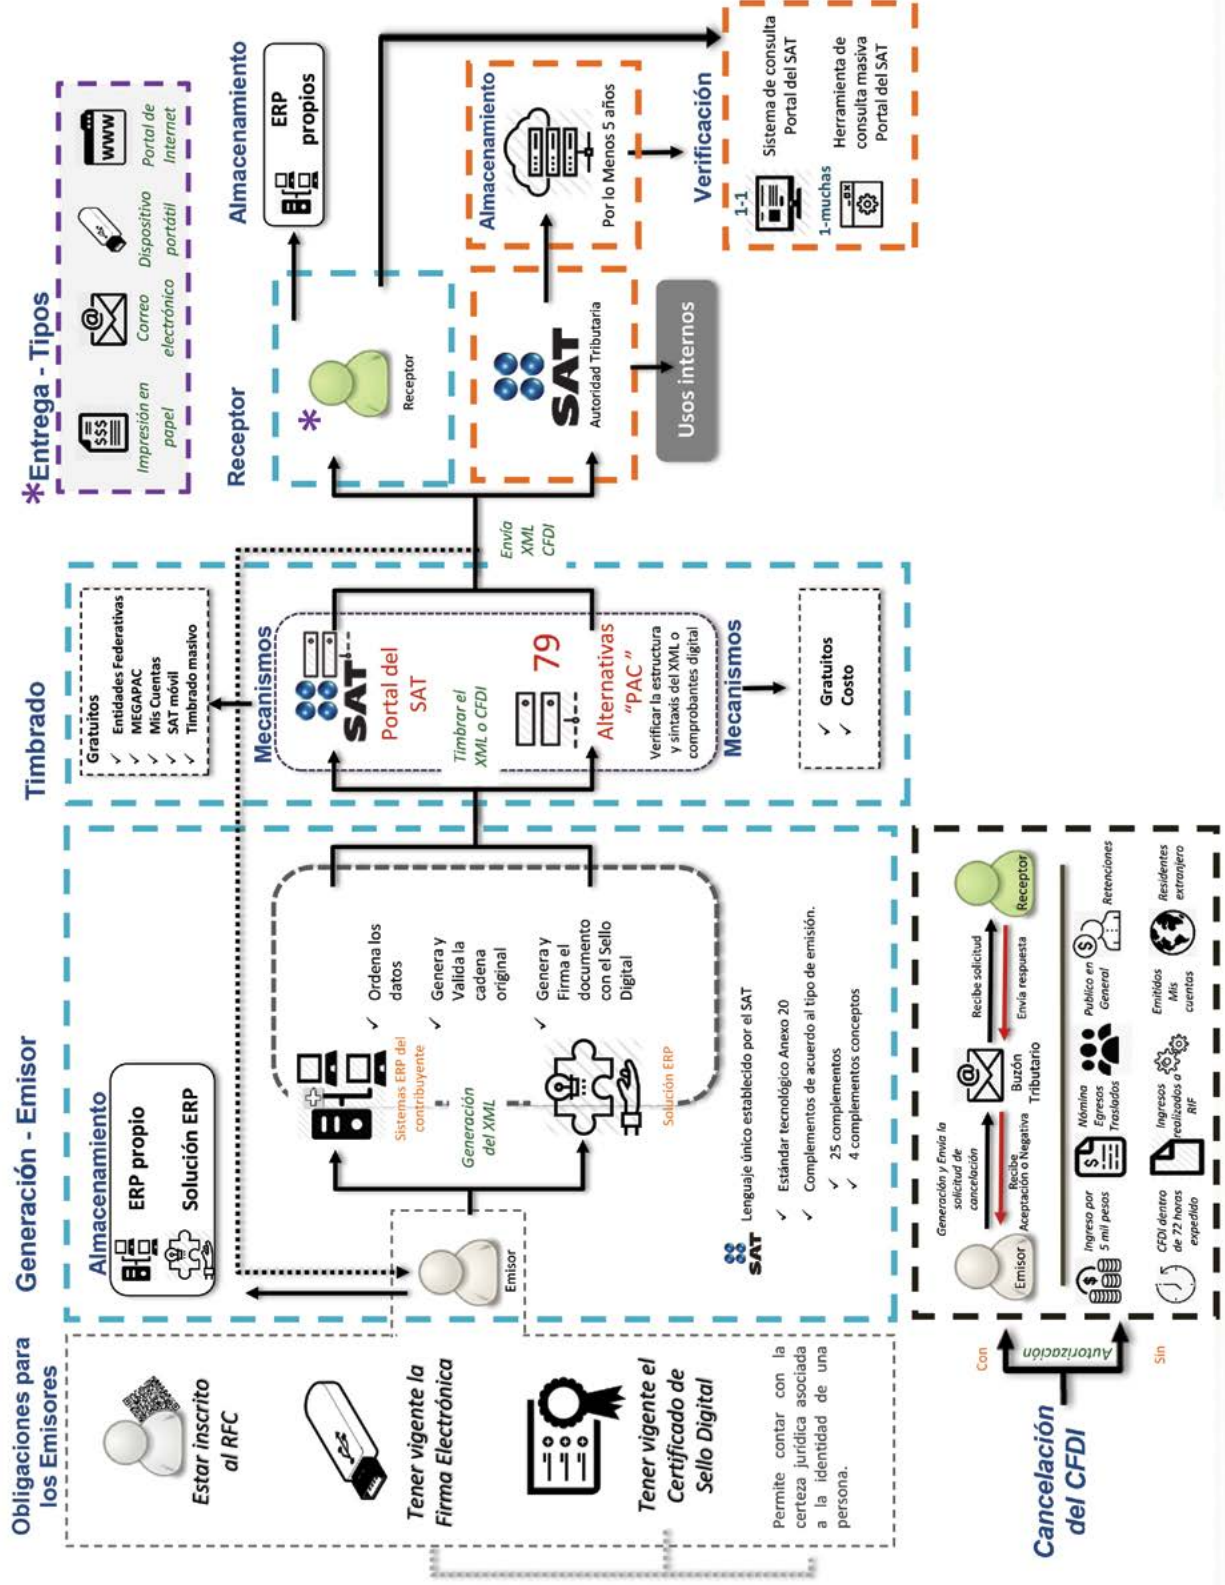 Obligaciones para
los Emisores
Estar inscrito
al RFC
Tener vigente la
Firma Electrónica
Tener vigente el
Certificado de
Sello Digital
Permite contar con la
certeza jurídica asociada
a la identidad de una
persona.
Generación - Emisor
Almacenamiento
ERP propio
Solución ERP
Emisor
Generación
del XML
Sistemas ERP del
contribuyente
Solución ERP
✓ Ordena los
datos
✓ Genera y
Valida la
cadena
original
✓ Genera y
Firma el
documento
con el Sello
Digital
SAT
Lenguaje único establecido por el SAT
✓ Estándar tecnológico Anexo 20
✓ Complementos de acuerdo al tipo de emisión.
✓ 25 complementos
✓ 4 complementos conceptos
Timbrado
Gratuitos
✓ Entidades Federativas
✓ MEGAPAC
✓ Mis Cuentas
✓ SAT móvil
✓ Timbrado masivo
Mecanismos
SAT
Portal del
SAT
Timbrar el
XML o CFDI
79
Alternativas
"PAC"
Verificar la estructura
y sintaxis del XML o
comprobantes digital
Mecanismos
✓ Gratuitos
✓ Costo
Envía
XML
CFDI
*Entrega - Tipos
$$$
Impresión en
papel
@
Correo
electrónico
Dispositivo
portátil
WWW
Portal de
Internet
Receptor
*
Receptor
Almacenamiento
ERP
propios
SAT
Autoridad Tributaria
Usos internos
Almacenamiento
Por lo Menos 5 años
Verificación
1-1
Sistema de consulta
Portal del SAT
1-muchas
Herramienta de
consulta masiva
Portal del SAT
Cancelación
del CFDI
Con
Autorización
Sin
Generación y Envía la
solicitud de
cancelación
Emisor
Recibe
Aceptación o Negativa
@
Buzón
Tributario
Recibe solicitud
Envía respuesta
Receptor
$
Ingreso por
5 mil pesos
$
Nómina
Egresos
Traslados
Publico en
General
$
Retenciones
CFDI dentro
de 72 horas
expedido
Ingresos
realizados a
RIF
Emitidos
Mis
cuentas
Residentes
extranjero